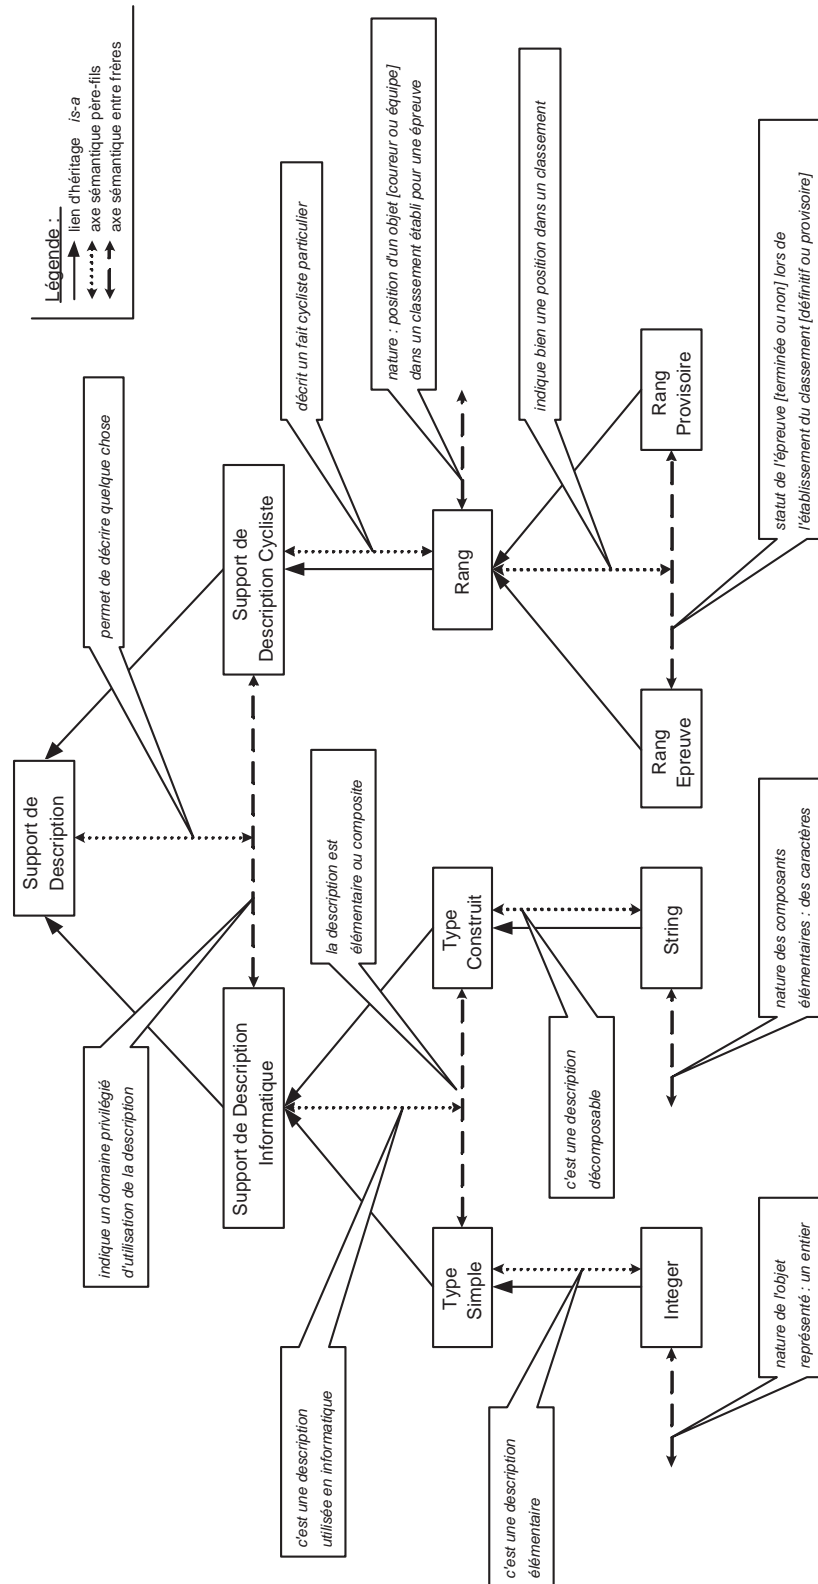 Légende :
lien d'héritage is-a
axe sémantique père-fils
axe sémantique entre frères
permet de décrire quelque chose
Support de
Description
indique un domaine privilégié
d'utilisation de la description
Support de Description
Informatique
Support de
Description Cycliste
décrit un fait cycliste particulier
c'est une description
utilisée en informatique
la description est
élémentaire ou composite
nature : position d'un objet [coureur ou équipe]
dans un classement établi pour une épreuve
Type
Simple
Type
Construit
Rang
c'est une description
élémentaire
c'est une description
décomposable
indique bien une position dans un classement
Integer
String
Rang
Epreuve
Rang
Provisoire
nature de l'objet
représenté : un entier
nature des composants
élémentaires : des caractères
statut de l'épreuve [terminée ou non] lors de
l'établissement du classement [définitif ou provisoire]